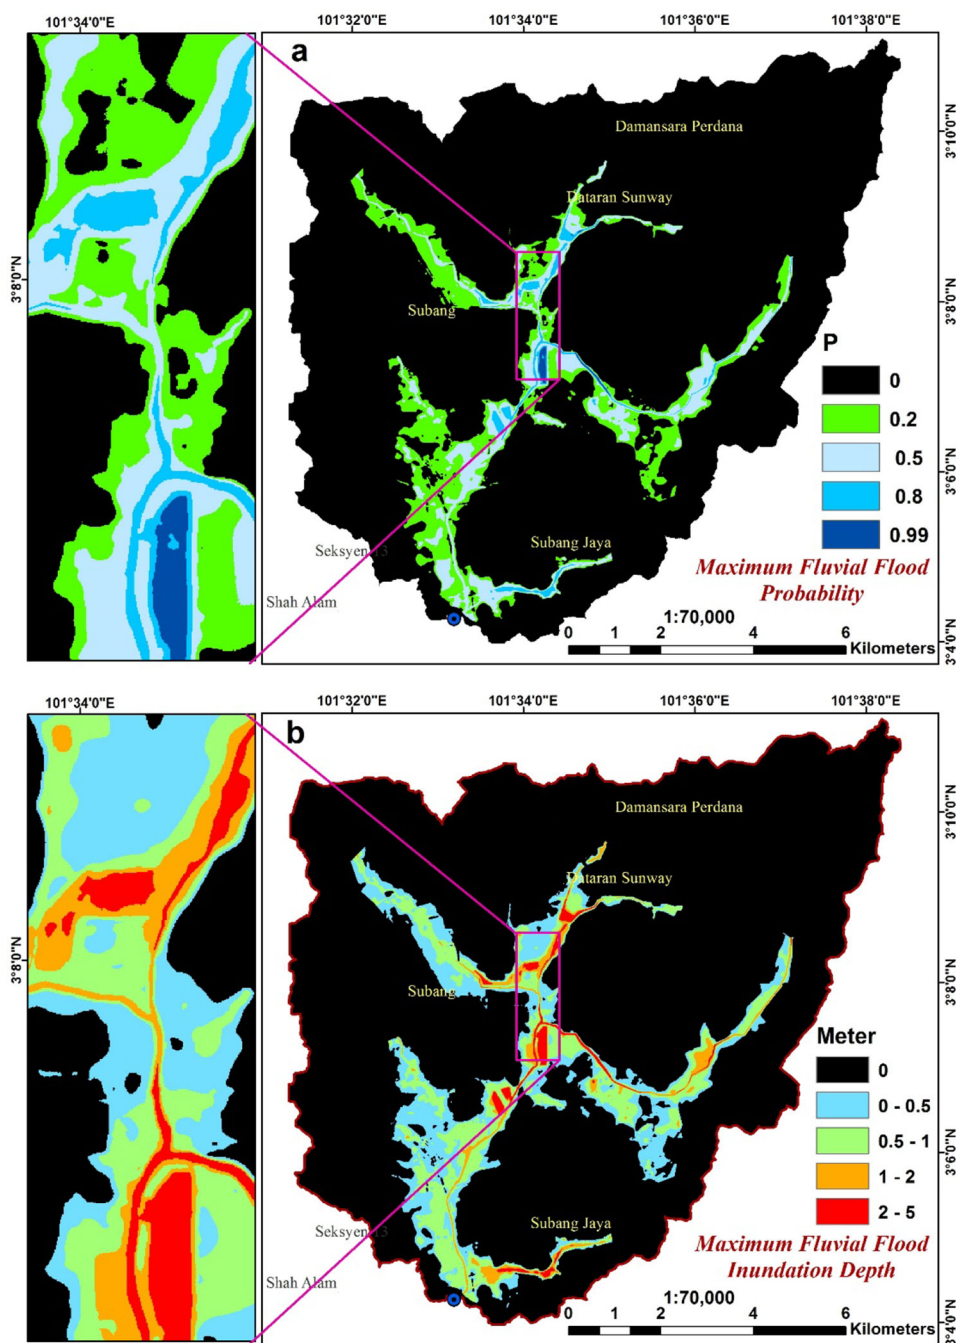 101°34'0"E
101°32'0"E
101°34'0"E
101°36'0"E
101°38'0"E
a
Damansara Perdana
3°10'0"N
Dataran Sunway
3°8'0"N
3°8'0"N
Subang
P
0
0.2
0.5
3°6'0"N
0.8
0.99
Seksyen 13
Subang Jaya
Maximum Fluvial Flood
Probability
Shah Alam
1:70,000
0 1 2 4 6
Kilometers
3°4'0"N
101°34'0"E
101°32'0"E
101°34'0"E
101°36'0"E
101°38'0"E
b
Damansara Perdana
3°10'0"N
Dataran Sunway
3°8'0"N
3°8'0"N
Subang
Meter
0
0 - 0.5
0.5 - 1
3°6'0"N
1 - 2
2 - 5
Seksyen 13
Subang Jaya
Maximum Fluvial Flood
Inundation Depth
Shah Alam
1:70,000
0 1 2 4 6
Kilometers
3°4'0"N